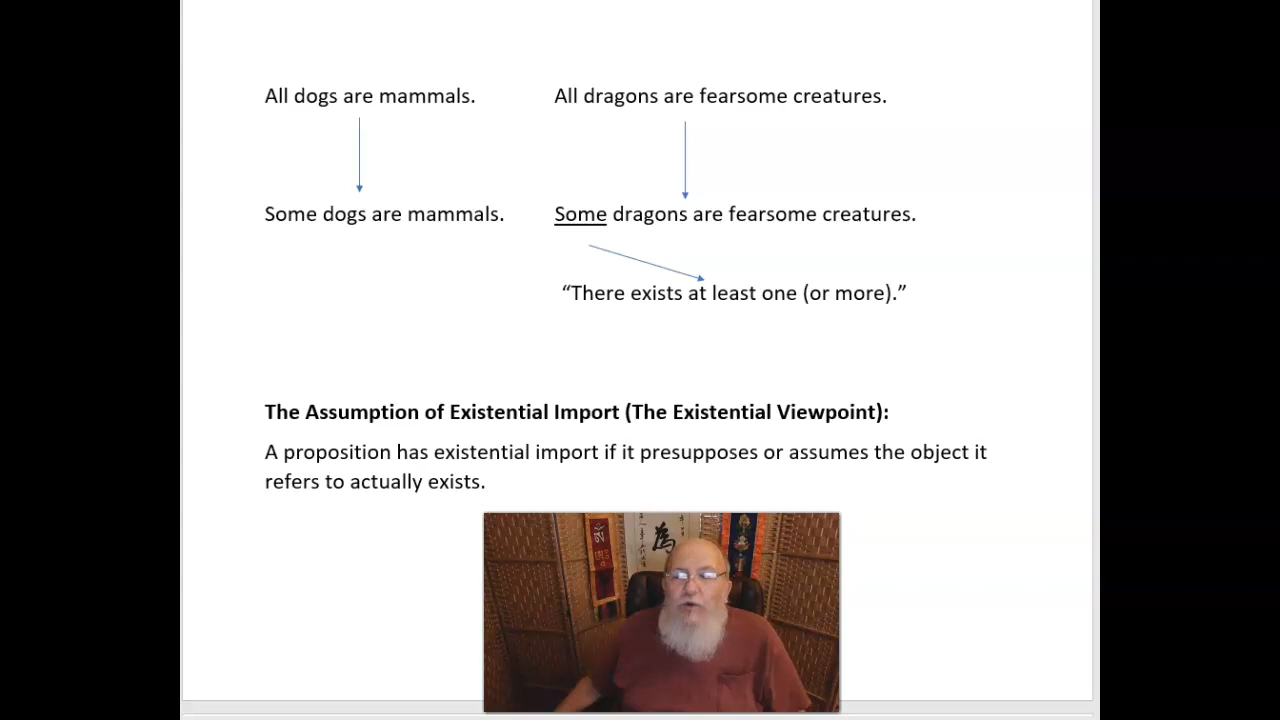 All dogs are mammals. All dragons are fearsome creatures.
Some dogs are mammals. Some dragons are fearsome creatures.
“There exists at least one (or more).”
The Assumption of Existential Import (The Existential Viewpoint):
A proposition has existential import if it presupposes or assumes the object it
refers to actually exists.
為